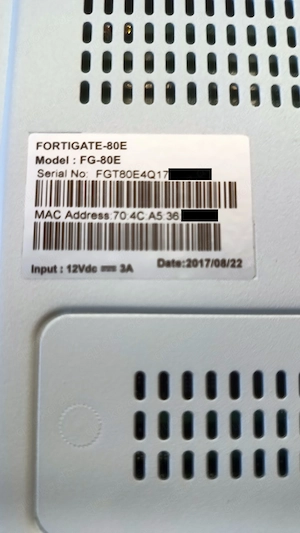 FORTIGATE-80E
Model : FG-80E
Serial No: FGT80E4Q17
MAC Address:70 4C A5:36
Input : 12Vdc ⎓ 3A Date:2017/08/22